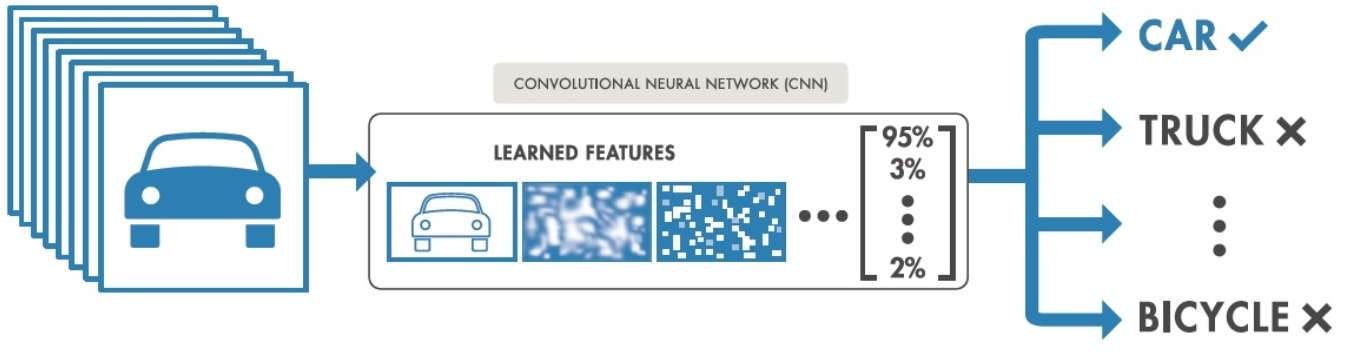 CONVOLUTIONAL NEURAL NETWORK (CNN)
LEARNED FEATURES
95%
3%
2%
CAR
TRUCK
BICYCLE